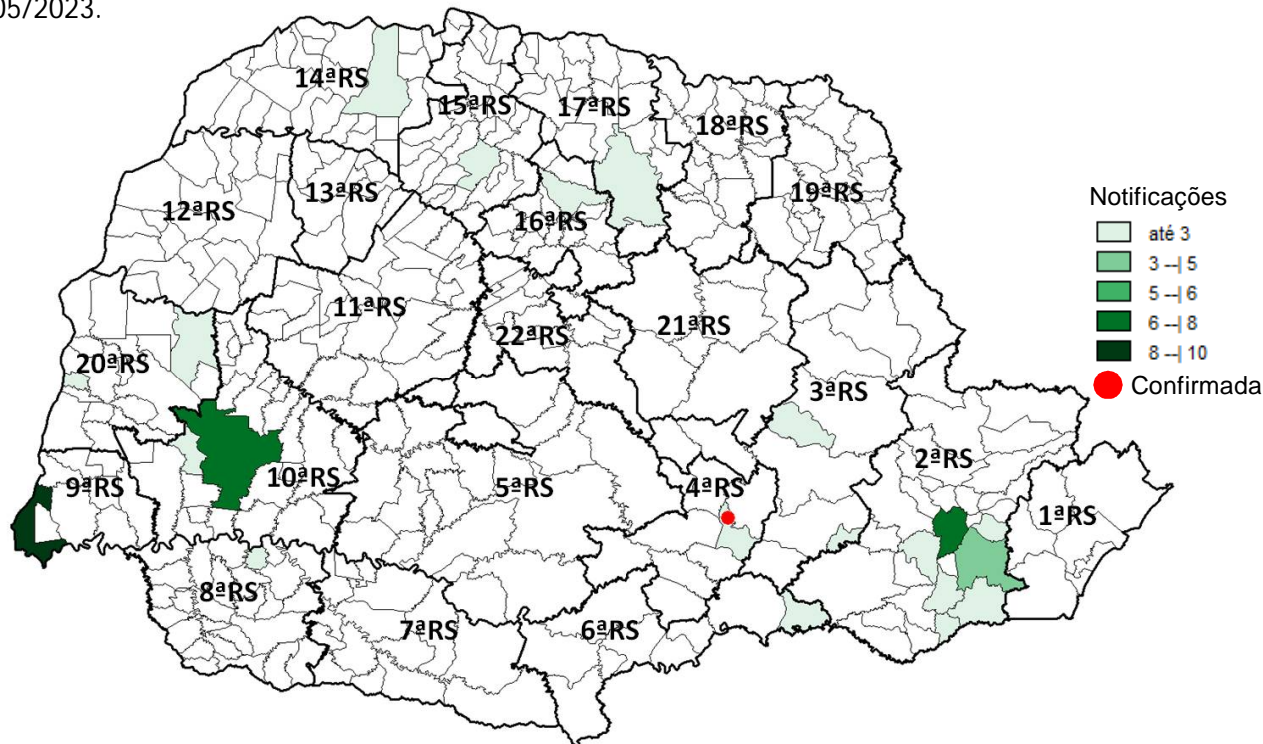 05/2023.
14ªRS
15ªRS
17ªRS
18ªRS
19ªRS
13ªRS
12ªRS
16ªRS
11ªRS
22ªRS
21ªRS
20ªRS
3ªRS
2ªRS
10ªRS
9ªRS
5ªRS
4ªRS
1ªRS
8ªRS
7ªRS
6ªRS
Notificações
até 3
3 --| 5
5 --| 6
6 --| 8
8 --| 10
Confirmada